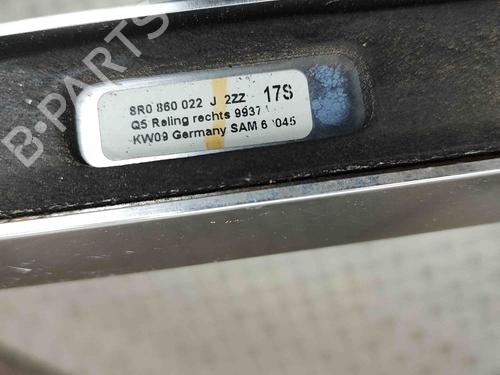 8R0 860 022 J 2ZZ 17S
Q5 Reling rechts 9937
KW09 Germany SAM 6 045
B-PARTS